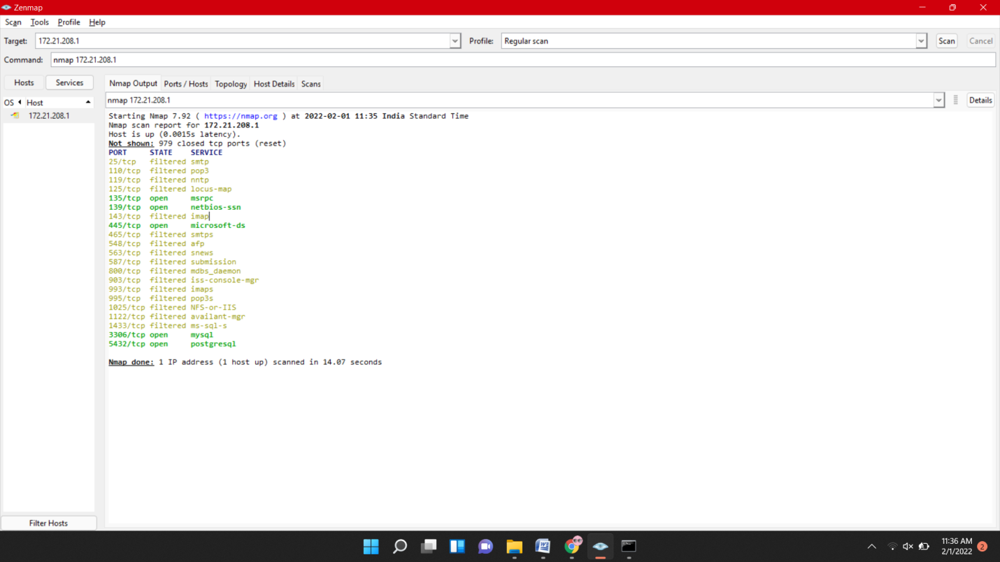 Zenmap
Scan Tools Profile Help
Target: 172.21.208.1 Profile: Regular scan Scan Cancel
Command: nmap 172.21.208.1
Hosts Services
Nmap Output Ports / Hosts Topology Host Details Scans
OS Host
172.21.208.1
nmap 172.21.208.1 Details
Starting Nmap 7.92 ( https://nmap.org ) at 2022-02-01 11:35 India Standard Time
Nmap scan report for 172.21.208.1
Host is up (0.0015s latency).
Not shown: 979 closed tcp ports (reset)
PORT STATE SERVICE
25/tcp filtered smtp
110/tcp filtered pop3
119/tcp filtered nntp
125/tcp filtered locus-map
135/tcp open msrpc
139/tcp open netbios-ssn
143/tcp filtered imap
445/tcp open microsoft-ds
465/tcp filtered smtps
548/tcp filtered afp
563/tcp filtered snews
587/tcp filtered submission
800/tcp filtered mdbs_daemon
903/tcp filtered iss-console-mgr
993/tcp filtered imaps
995/tcp filtered pop3s
1025/tcp filtered NFS-or-IIS
1122/tcp filtered availant-mgr
1433/tcp filtered ms-sql-s
3306/tcp open mysql
5432/tcp open postgresql
Nmap done: 1 IP address (1 host up) scanned in 14.07 seconds
Filter Hosts
11:36 AM
2/1/2022
2